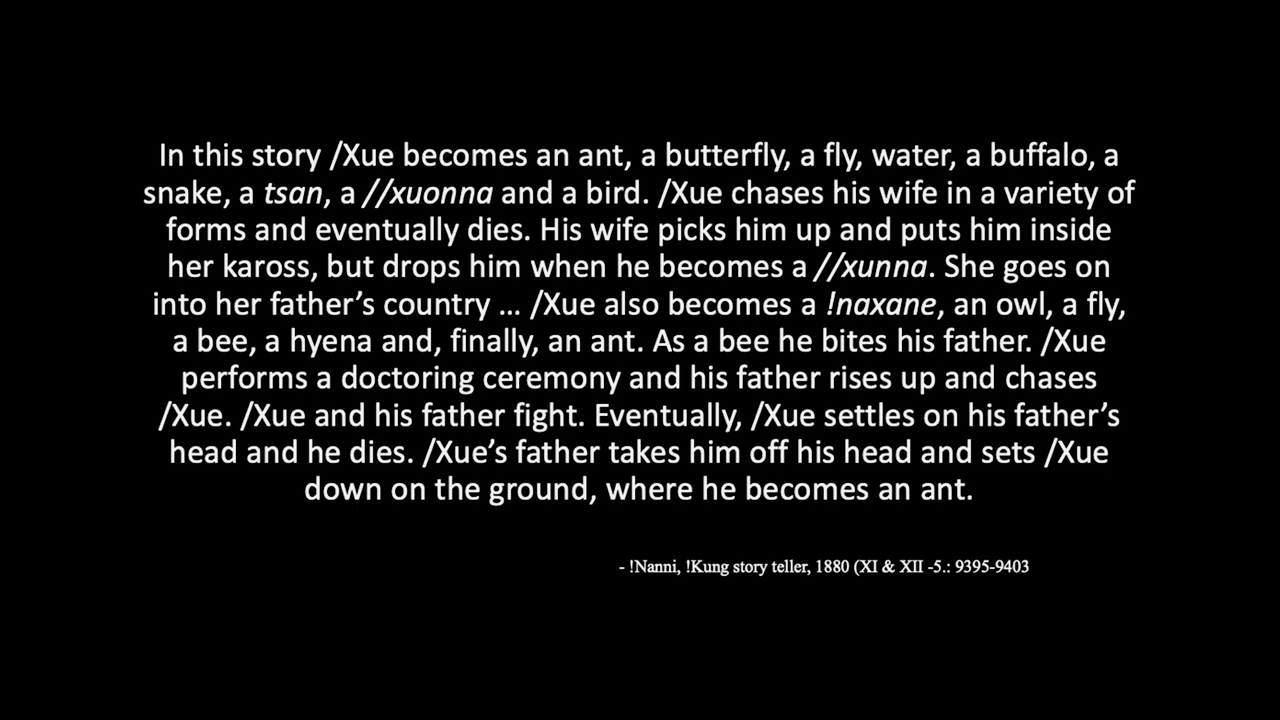 In this story /Xue becomes an ant, a butterfly, a fly, water, a buffalo, a
snake, a tsan, a //xuonna and a bird. /Xue chases his wife in a variety of
forms and eventually dies. His wife picks him up and puts him inside
her kaross, but drops him when he becomes a //xunna. She goes on
into her father’s country … /Xue also becomes a !naxane, an owl, a fly,
a bee, a hyena and, finally, an ant. As a bee he bites his father. /Xue
performs a doctoring ceremony and his father rises up and chases
/Xue. /Xue and his father fight. Eventually, /Xue settles on his father’s
head and he dies. /Xue’s father takes him off his head and sets /Xue
down on the ground, where he becomes an ant.
- !Nanni, !Kung story teller, 1880 (XI & XII -5.: 9395-9403